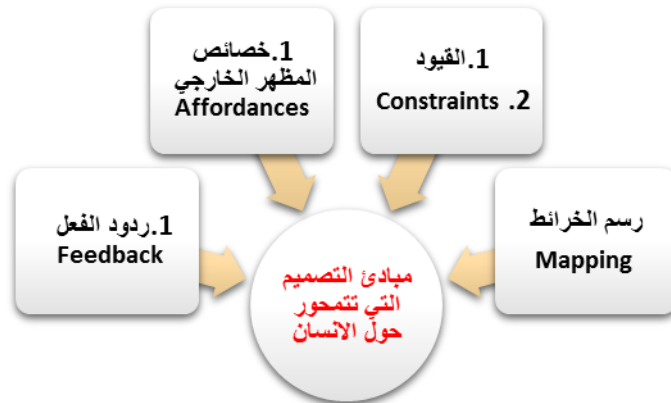 1.خصائص
المظهر الخارجي
Affordances
1.القيود
2. Constraints
1.ردود الفعل
Feedback
رسم الخرائط
Mapping
مبادئ التصميم
التي تتمحور
حول الانسان